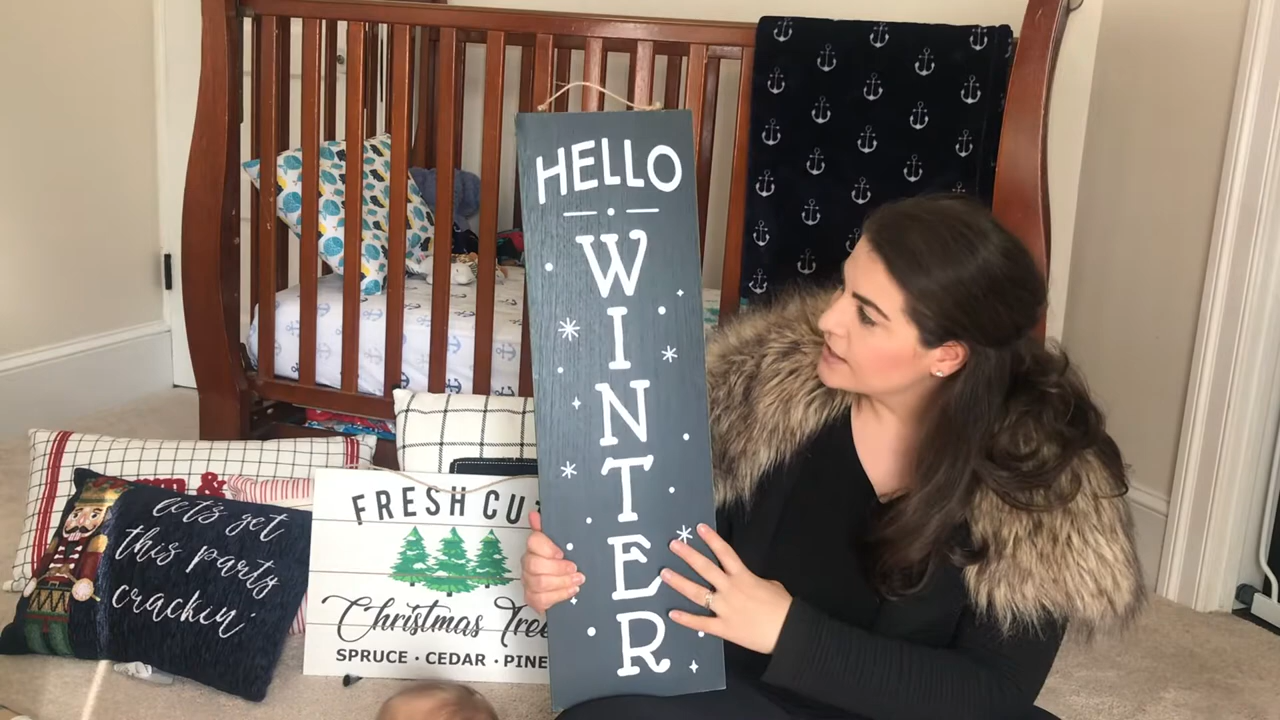 HELLO
WINTER
FRESH CU
Christmas Tree
SPRUCE · CEDAR · PINE
let's get
this party
crackin'
&